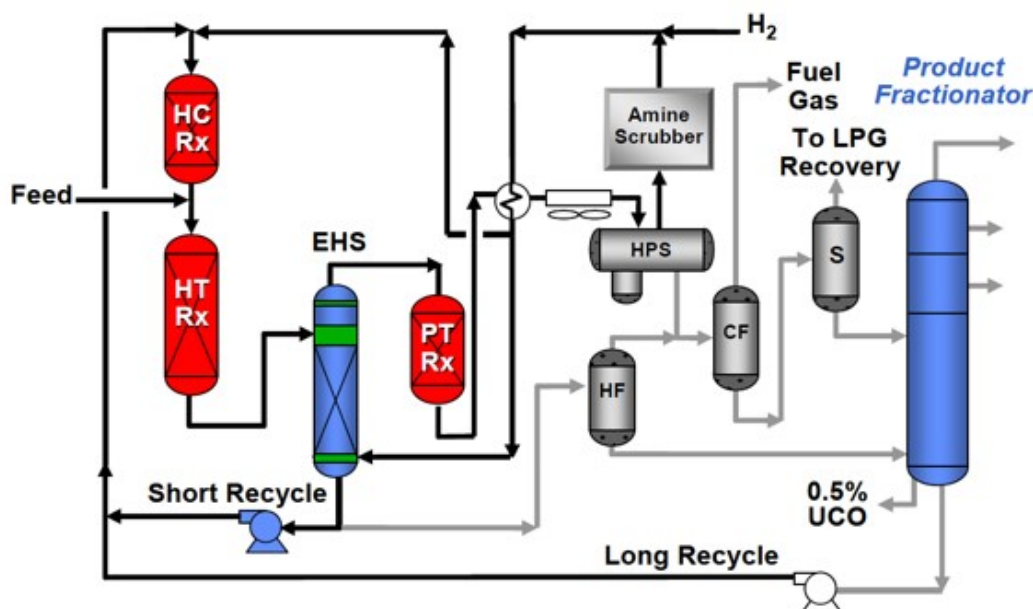 H2
Fuel
Gas
Product
Fractionator
HC
Rx
Amine
Scrubber
To LPG
Recovery
Feed
EHS
HPS
S
HT
Rx
PT
Rx
CF
HF
Short Recycle
0.5%
UCO
Long Recycle